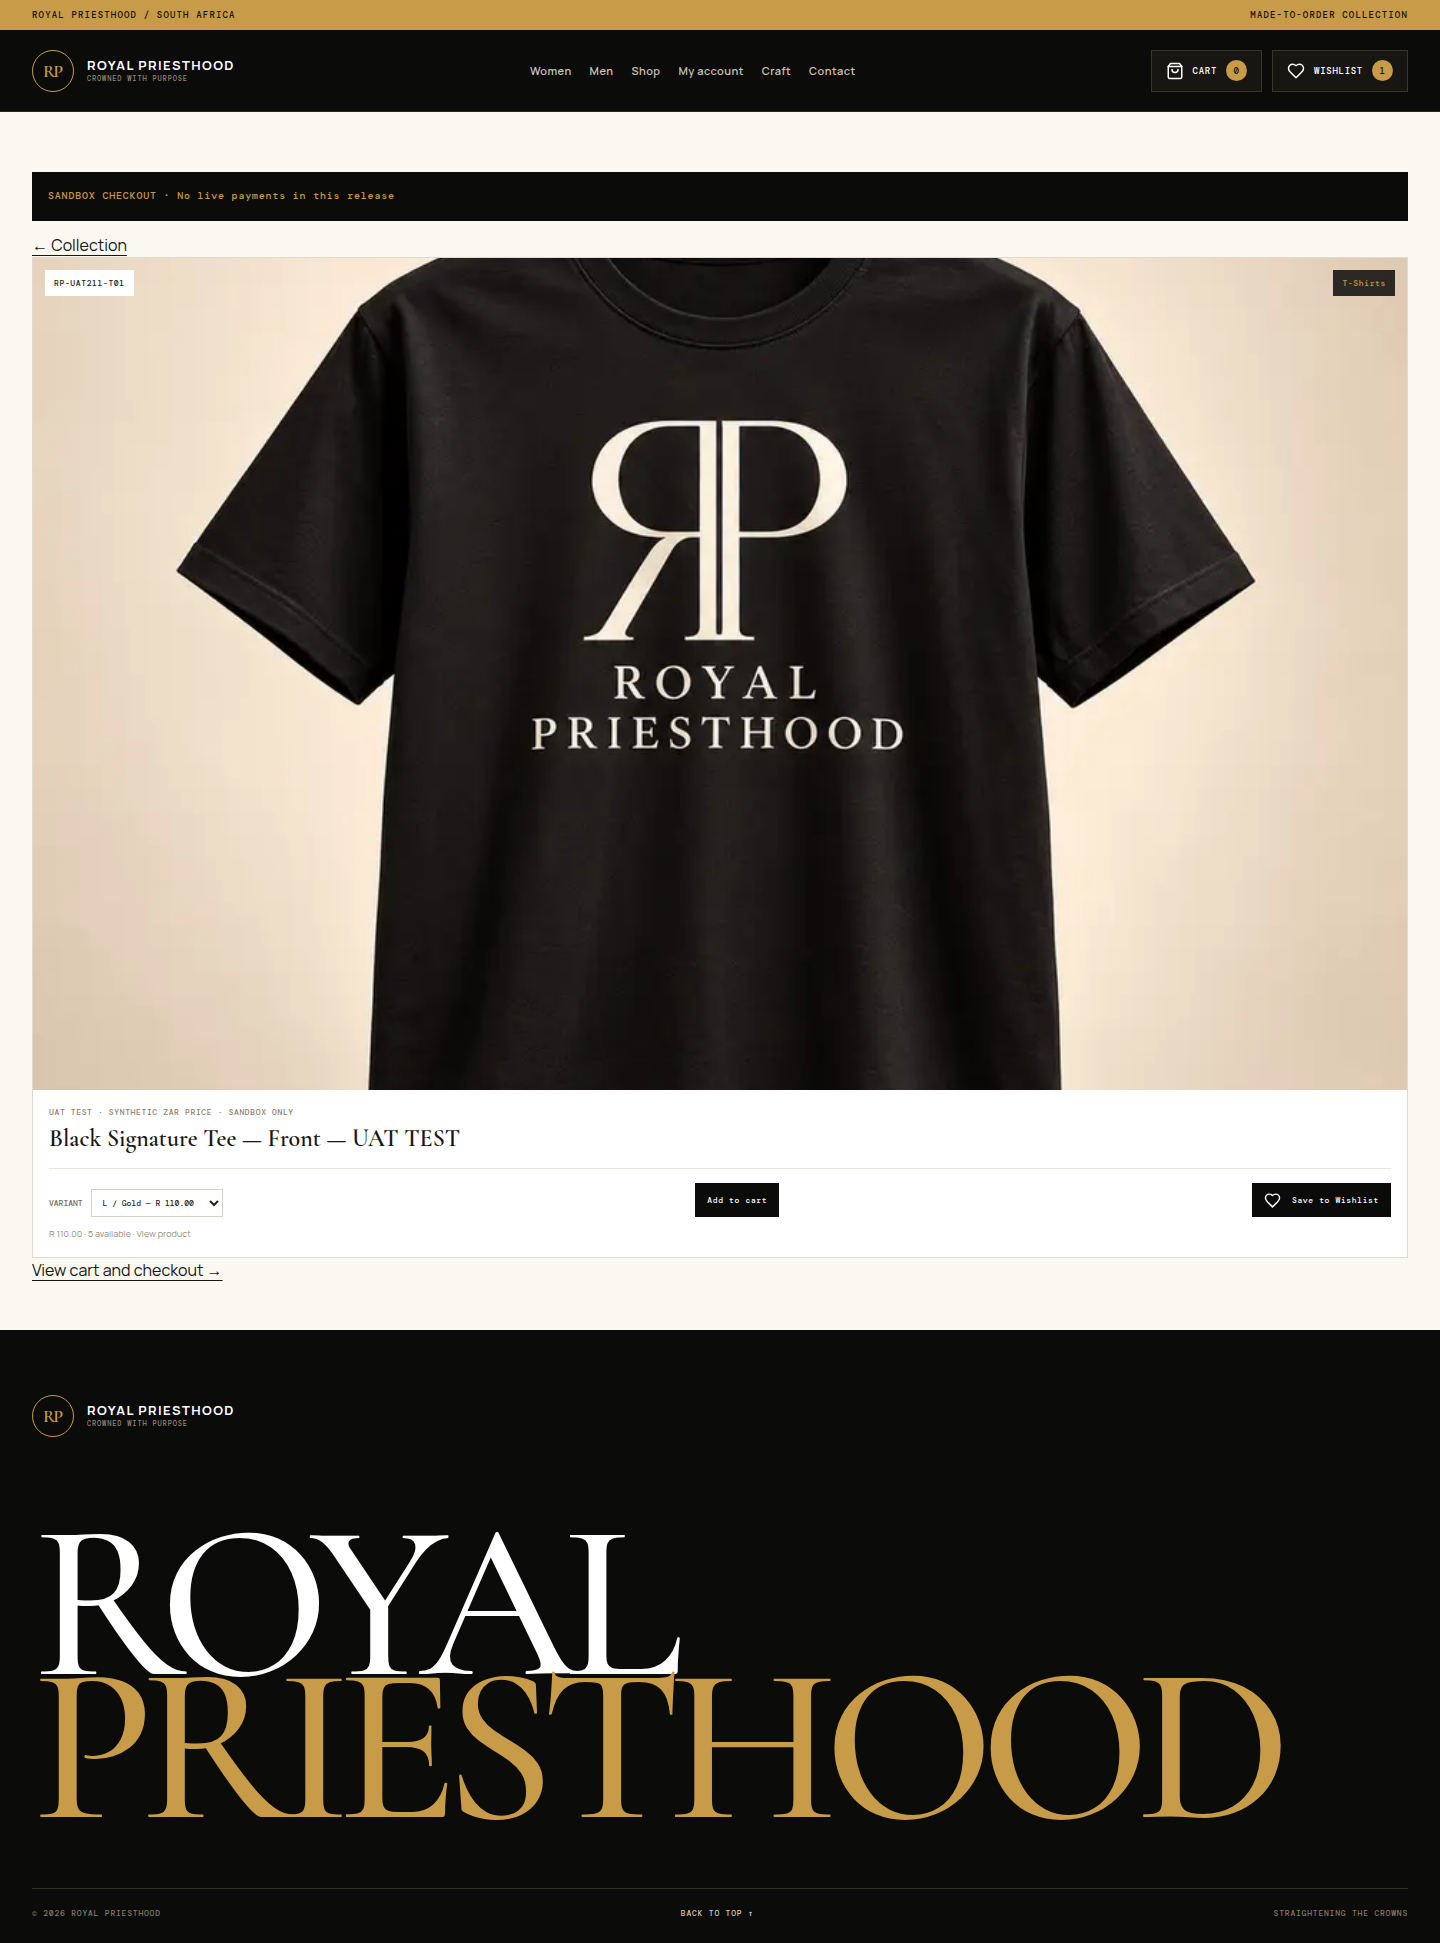 ROYAL PRIESTHOOD / SOUTH AFRICA
MADE-TO-ORDER COLLECTION
RP
ROYAL PRIESTHOOD
CROWNED WITH PURPOSE
Women Men Shop My account Craft Contact
CART 0
WISHLIST 1
SANDBOX CHECKOUT · No live payments in this release
← Collection
RP-UAT211-T01
T-Shirts
RP
ROYAL
PRIESTHOOD
UAT TEST · SYNTHETIC ZAR PRICE · SANDBOX ONLY
Black Signature Tee — Front — UAT TEST
VARIANT L / Gold — R 110.00
Add to cart
Save to Wishlist
R 110.00 · 5 available · View product
View cart and checkout →
RP
ROYAL PRIESTHOOD
CROWNED WITH PURPOSE
ROYAL
PRIESTHOOD
© 2026 ROYAL PRIESTHOOD
BACK TO TOP ↑
STRAIGHTENING THE CROWNS